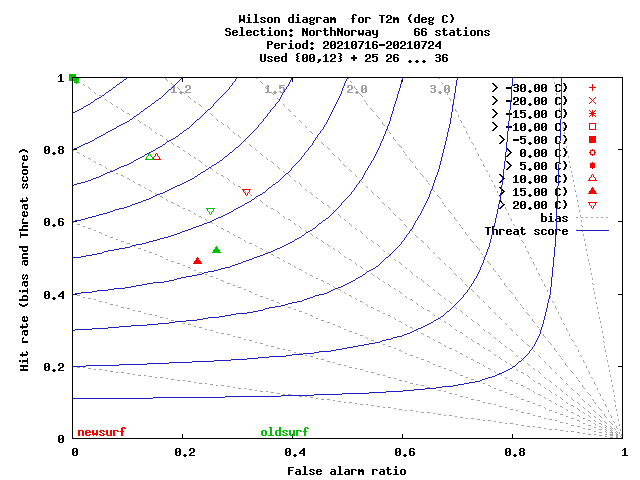 Wilson diagram  for T2m (deg C)
Selection: NorthNorway     66 stations
Period: 20210716-20210724
Used {00,12} + 25 26 ... 36
1.2 1.5 2.0 3.0
> -30.00 C)
> -20.00 C)
> -15.00 C)
> -10.00 C)
> -5.00 C)
> 0.00 C)
> 5.00 C)
> 10.00 C)
> 15.00 C)
> 20.00 C)
bias
Threat score
Hit rate (bias and Threat score)
1
0.8
0.6
0.4
0.2
0
newsurf oldsurf
0 0.2 0.4 0.6 0.8 1
False alarm ratio